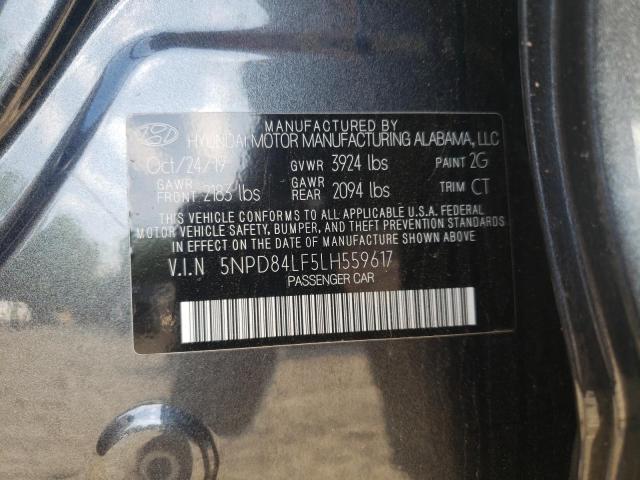 MANUFACTURED BY
HYUNDAI MOTOR MANUFACTURING ALABAMA, LLC
Oct/24/19 GVWR 3924 lbs PAINT 2G
GAWR FRONT 2183 lbs GAWR REAR 2094 lbs TRIM CT
THIS VEHICLE CONFORMS TO ALL APPLICABLE U.S.A. FEDERAL
MOTOR VEHICLE SAFETY, BUMPER, AND THEFT PREVENTION STANDARDS
IN EFFECT ON THE DATE OF MANUFACTURE SHOWN ABOVE.
V.I.N 5NPD84LF5LH559617
PASSENGER CAR